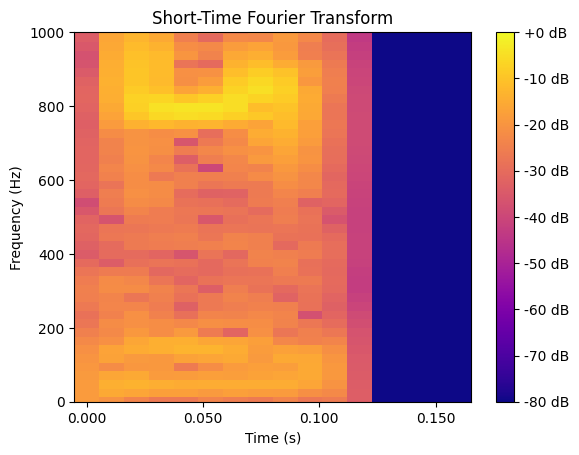 Short-Time Fourier Transform
1000
800
600
400
200
0
Frequency (Hz)
0.000
0.050
0.100
0.150
Time (s)
+0 dB
-10 dB
-20 dB
-30 dB
-40 dB
-50 dB
-60 dB
-70 dB
-80 dB